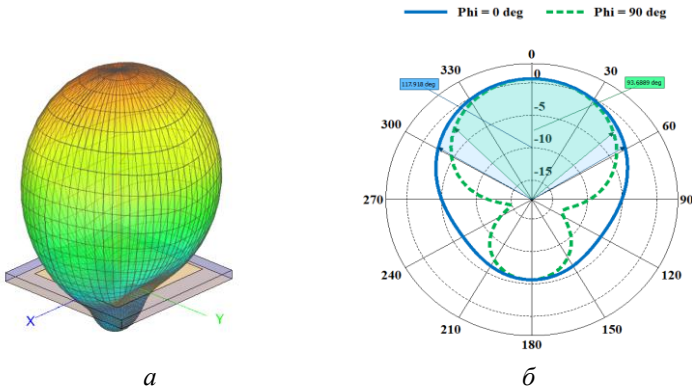 Phi = 0 deg Phi = 90 deg
0
330 30
117.918 deg 93.6889 deg
0
-5
300 60
-10
-15
270 90
240 120
210 150
180
X Y
а б